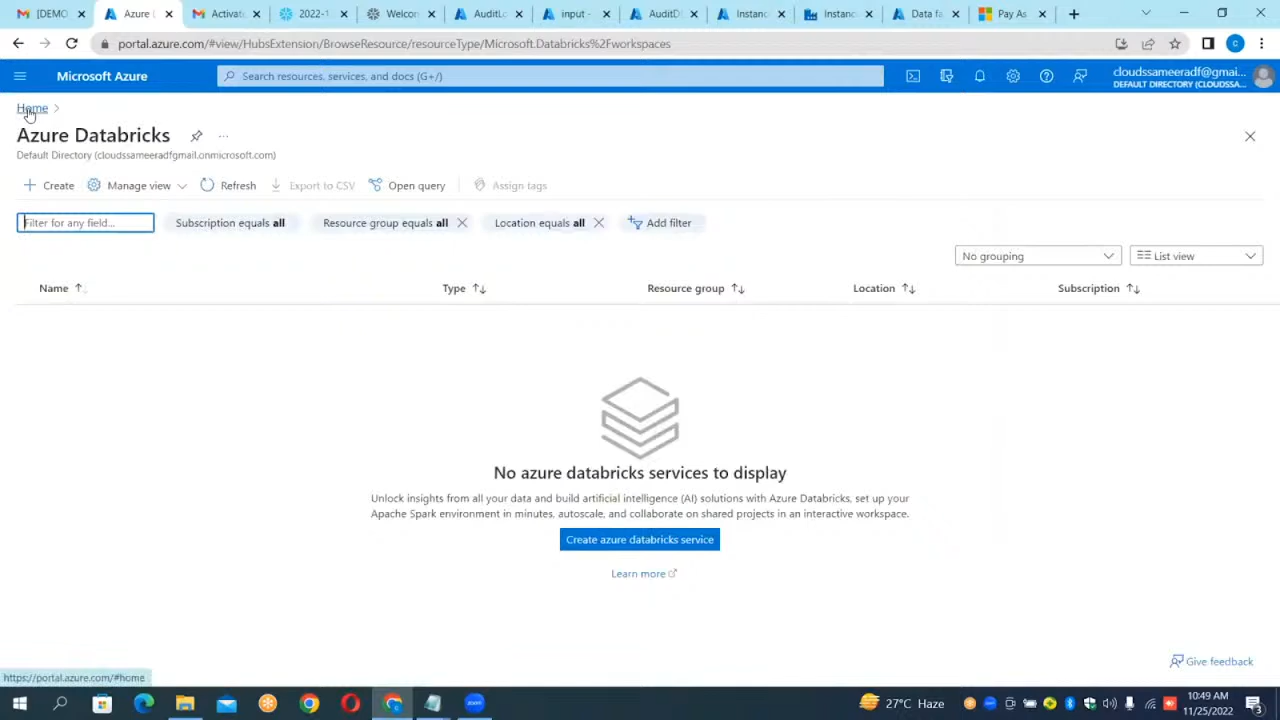 [DEMO
Azure D
Activate
2022-1
Welcom
AuditLo
input -
AuditDi
Instanc
Instanc
Data fa
Pay As
portal.azure.com/#view/HubsExtension/BrowseResource/resourceType/Microsoft.Databricks%2Fworkspaces
Microsoft Azure
Search resources, services, and docs (G+/)
cloudssameeradf@gmai...
DEFAULT DIRECTORY (CLOUDSSA...
Home
Azure Databricks
...
Default Directory (cloudssameeradfgmail.onmicrosoft.com)
Create
Manage view
Refresh
Export to CSV
Open query
Assign tags
Filter for any field...
Subscription equals all
Resource group equals all
Location equals all
Add filter
No grouping
List view
Name
Type
Resource group
Location
Subscription
No azure databricks services to display
Unlock insights from all your data and build artificial intelligence (AI) solutions with Azure Databricks, set up your
Apache Spark environment in minutes, autoscale, and collaborate on shared projects in an interactive workspace.
Create azure databricks service
Learn more
Give feedback
https://portal.azure.com/#home
27°C Haze
10:49 AM
11/25/2022
3